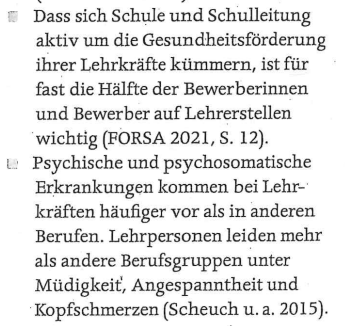 Dass sich Schule und Schulleitung
aktiv um die Gesundheitsförderung
ihrer Lehrkräfte kümmern, ist für
fast die Hälfte der Bewerberinnen
und Bewerber auf Lehrerstellen
wichtig (FORSA 2021, S. 12).
Psychische und psychosomatische
Erkrankungen kommen bei Lehr-
kräften häufiger vor als in anderen
Berufen. Lehrpersonen leiden mehr
als andere Berufsgruppen unter
Müdigkeit, Angespanntheit und
Kopfschmerzen (Scheuch u. a. 2015).